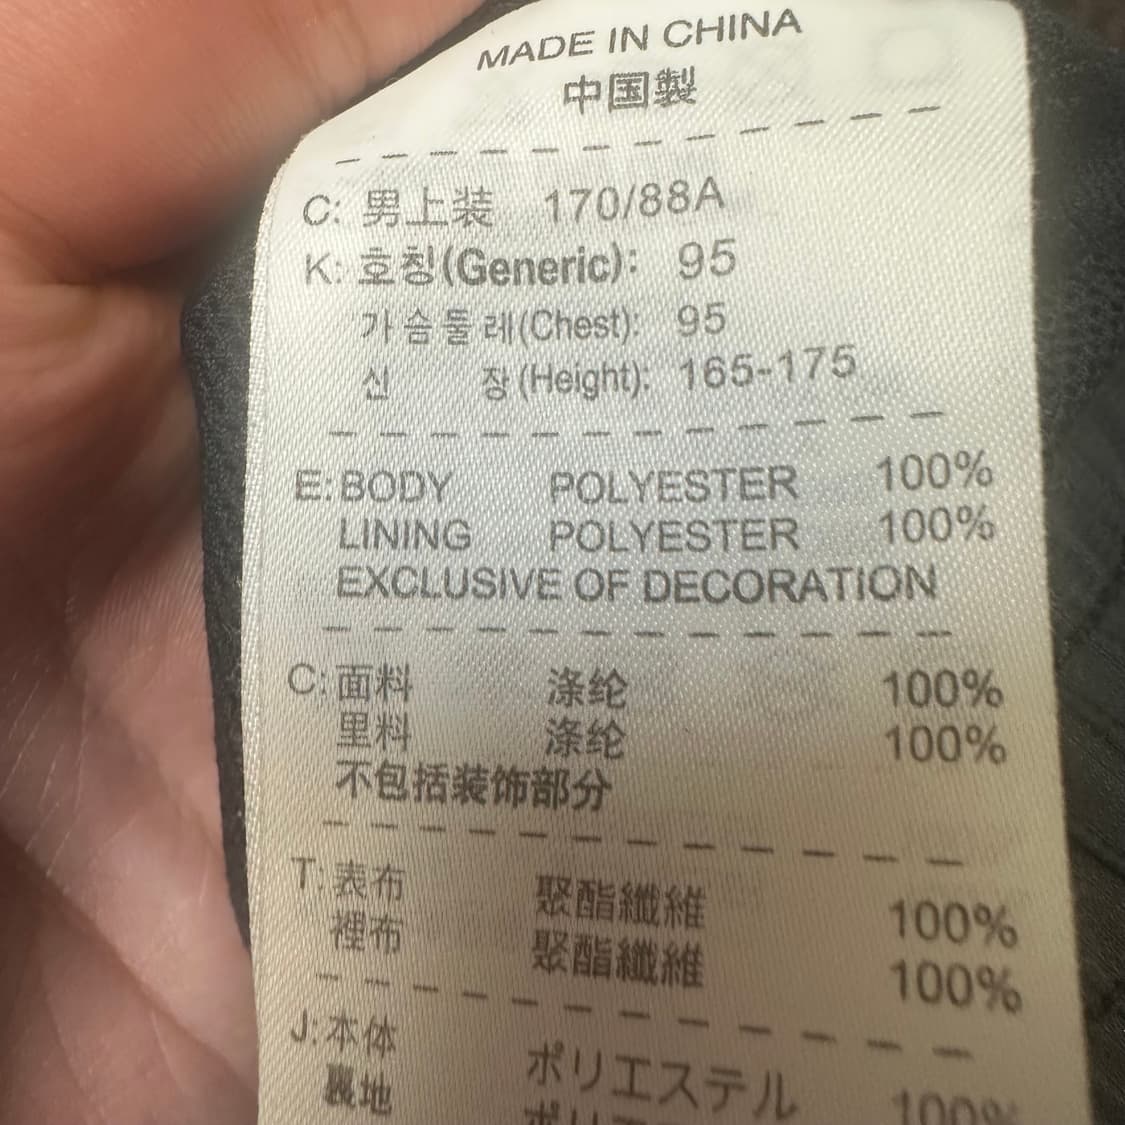 MADE IN CHINA
中国製
C: 男上装 170/88A
K: 호칭(Generic): 95
가슴둘레(Chest): 95
신 장(Height): 165-175
E: BODY POLYESTER 100%
LINING POLYESTER 100%
EXCLUSIVE OF DECORATION
C: 面料 涤纶 100%
里料 涤纶 100%
不包括装饰部分
T: 表布 聚酯纖維 100%
裡布 聚酯纖維 100%
J: 本体 ポリエステル 100%
裏地